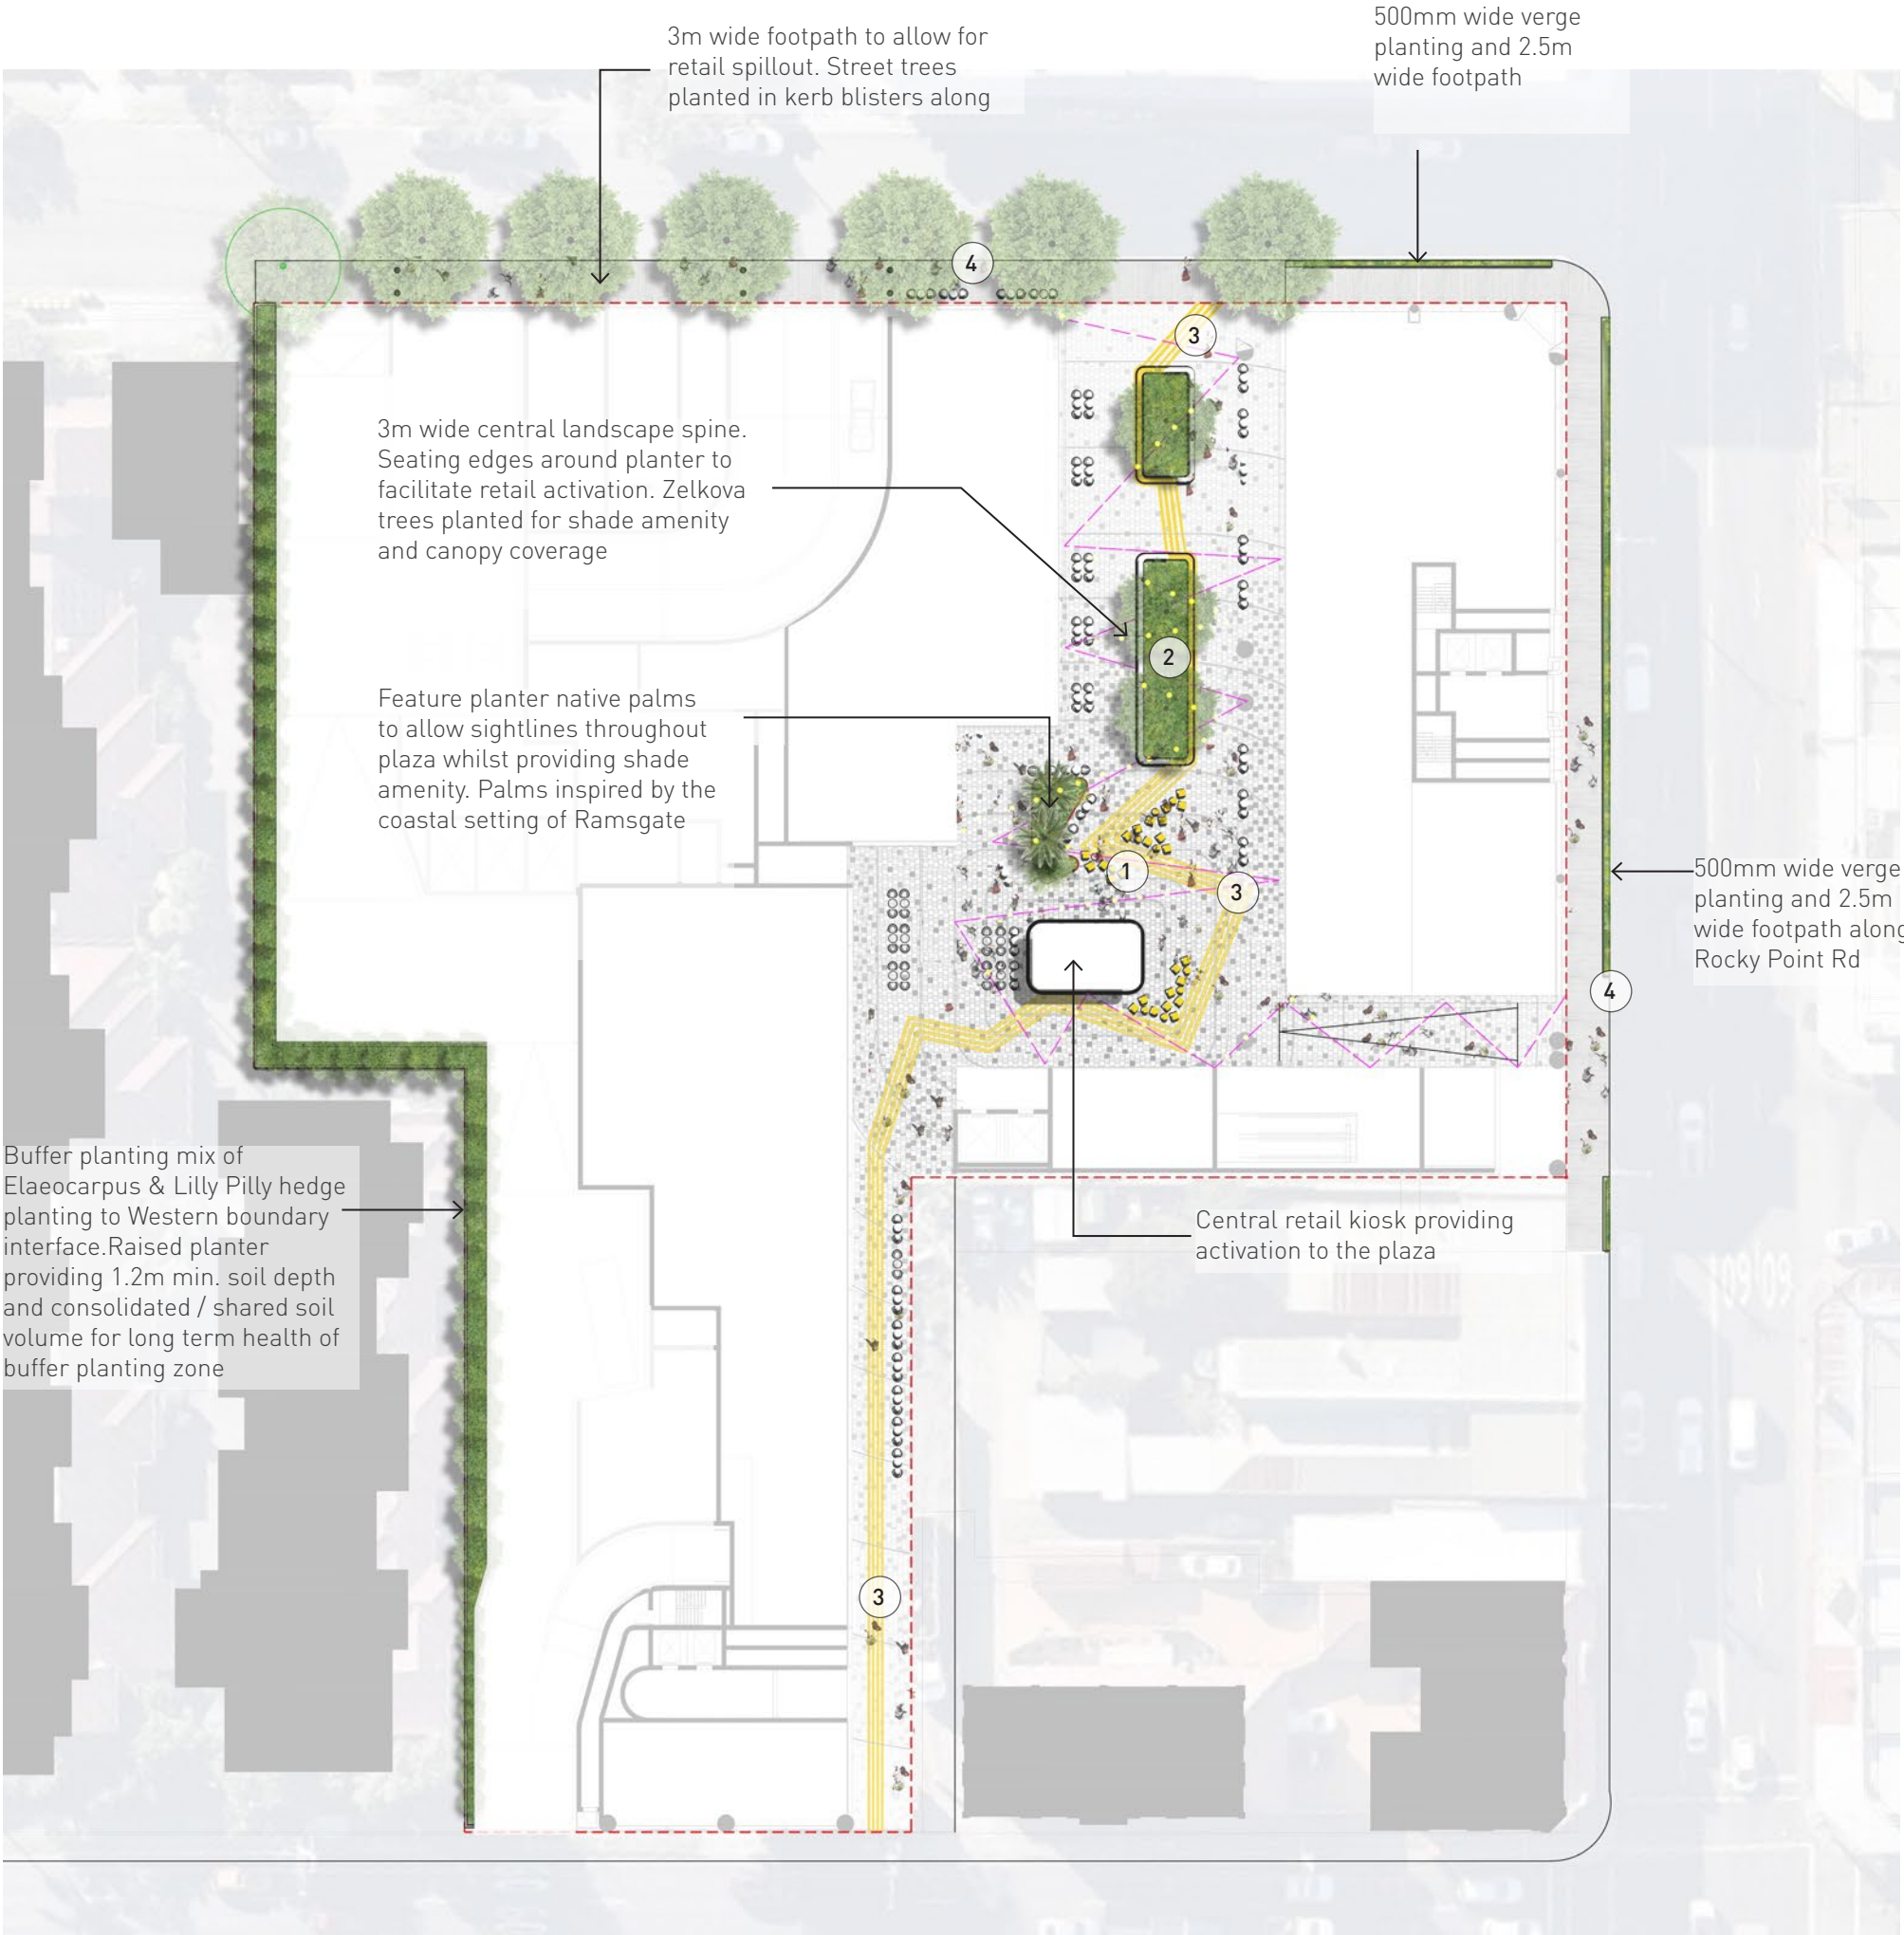 3m wide footpath to allow for
retail spillout. Street trees
planted in kerb blisters along
500mm wide verge
planting and 2.5m
wide footpath
4
3
3m wide central landscape spine.
Seating edges around planter to
facilitate retail activation. Zelkova
trees planted for shade amenity
and canopy coverage
2
Feature planter native palms
to allow sightlines throughout
plaza whilst providing shade
amenity. Palms inspired by the
coastal setting of Ramsgate
1
3
500mm wide verge
planting and 2.5m
wide footpath along
Rocky Point Rd
4
Buffer planting mix of
Elaeocarpus & Lilly Pilly hedge
planting to Western boundary
interface.Raised planter
providing 1.2m min. soil depth
and consolidated / shared soil
volume for long term health of
buffer planting zone
Central retail kiosk providing
activation to the plaza
3